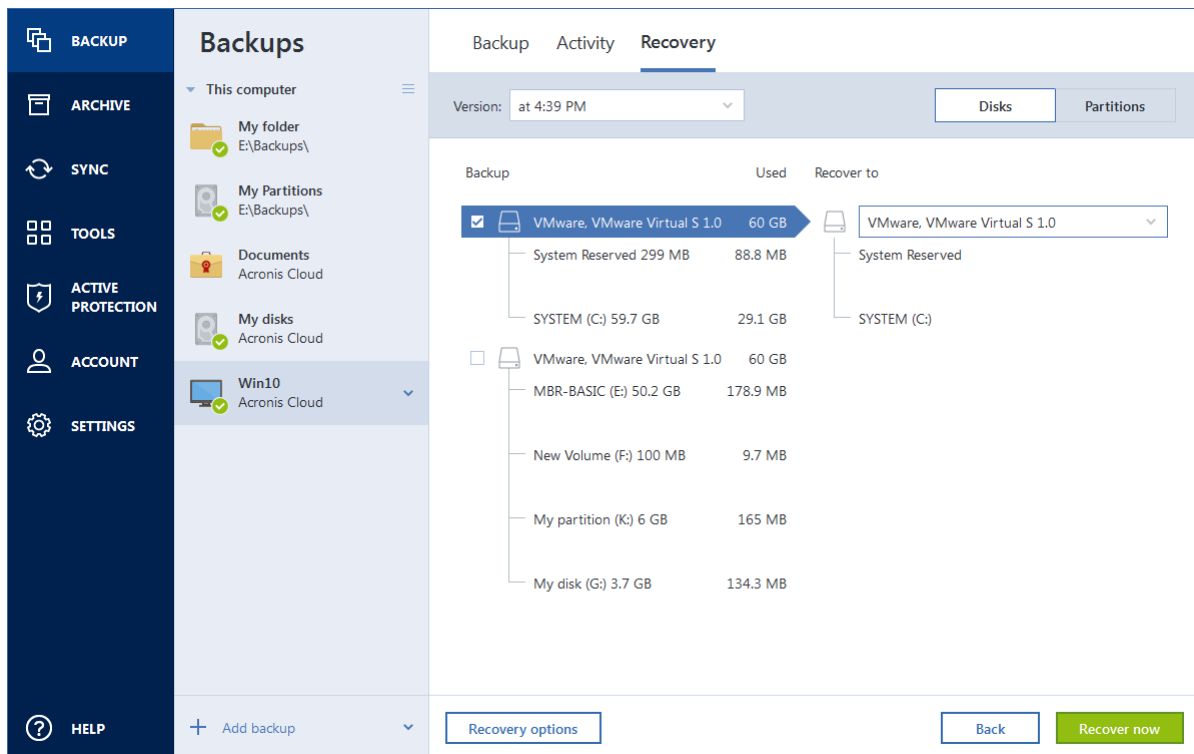 BACKUP
ARCHIVE
SYNC
TOOLS
ACTIVE
PROTECTION
ACCOUNT
SETTINGS
HELP
Backups
This computer
My folder
E:\Backups\
My Partitions
E:\Backups\
Documents
Acronis Cloud
My disks
Acronis Cloud
Win10
Acronis Cloud
Add backup
Backup Activity Recovery
Version: at 4:39 PM Disks Partitions
Backup Used Recover to
VMware, VMware Virtual S 1.0 60 GB VMware, VMware Virtual S 1.0
System Reserved 299 MB 88.8 MB System Reserved
SYSTEM (C:) 59.7 GB 29.1 GB SYSTEM (C:)
VMware, VMware Virtual S 1.0 60 GB
MBR-BASIC (E:) 50.2 GB 178.9 MB
New Volume (F:) 100 MB 9.7 MB
My partition (K:) 6 GB 165 MB
My disk (G:) 3.7 GB 134.3 MB
Recovery options Back Recover now